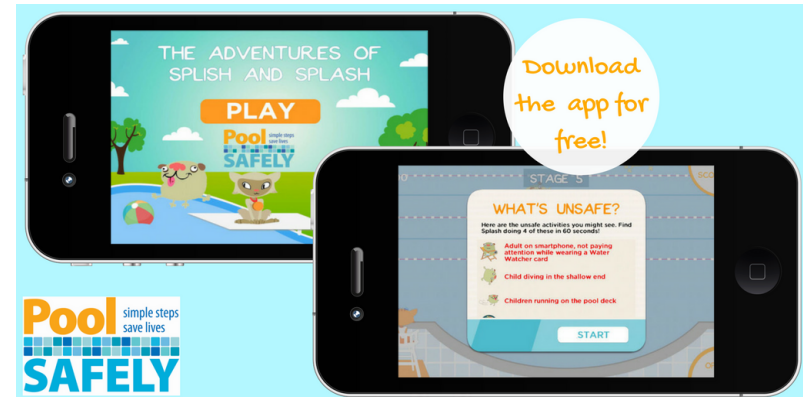 THE ADVENTURES OF
SPLISH AND SPLASH
PLAY
Pool simple steps
save lives
SAFELY
Download
the app for
free!
STAGE 5
WHAT'S UNSAFE?
Here are the unsafe activities you might see. Find
Splash doing 4 of these in 60 seconds!
Adult on smartphone, not paying
attention while wearing a Water
Watcher card
Child diving in the shallow end
Children running on the pool deck
START
Pool simple steps
save lives
SAFELY